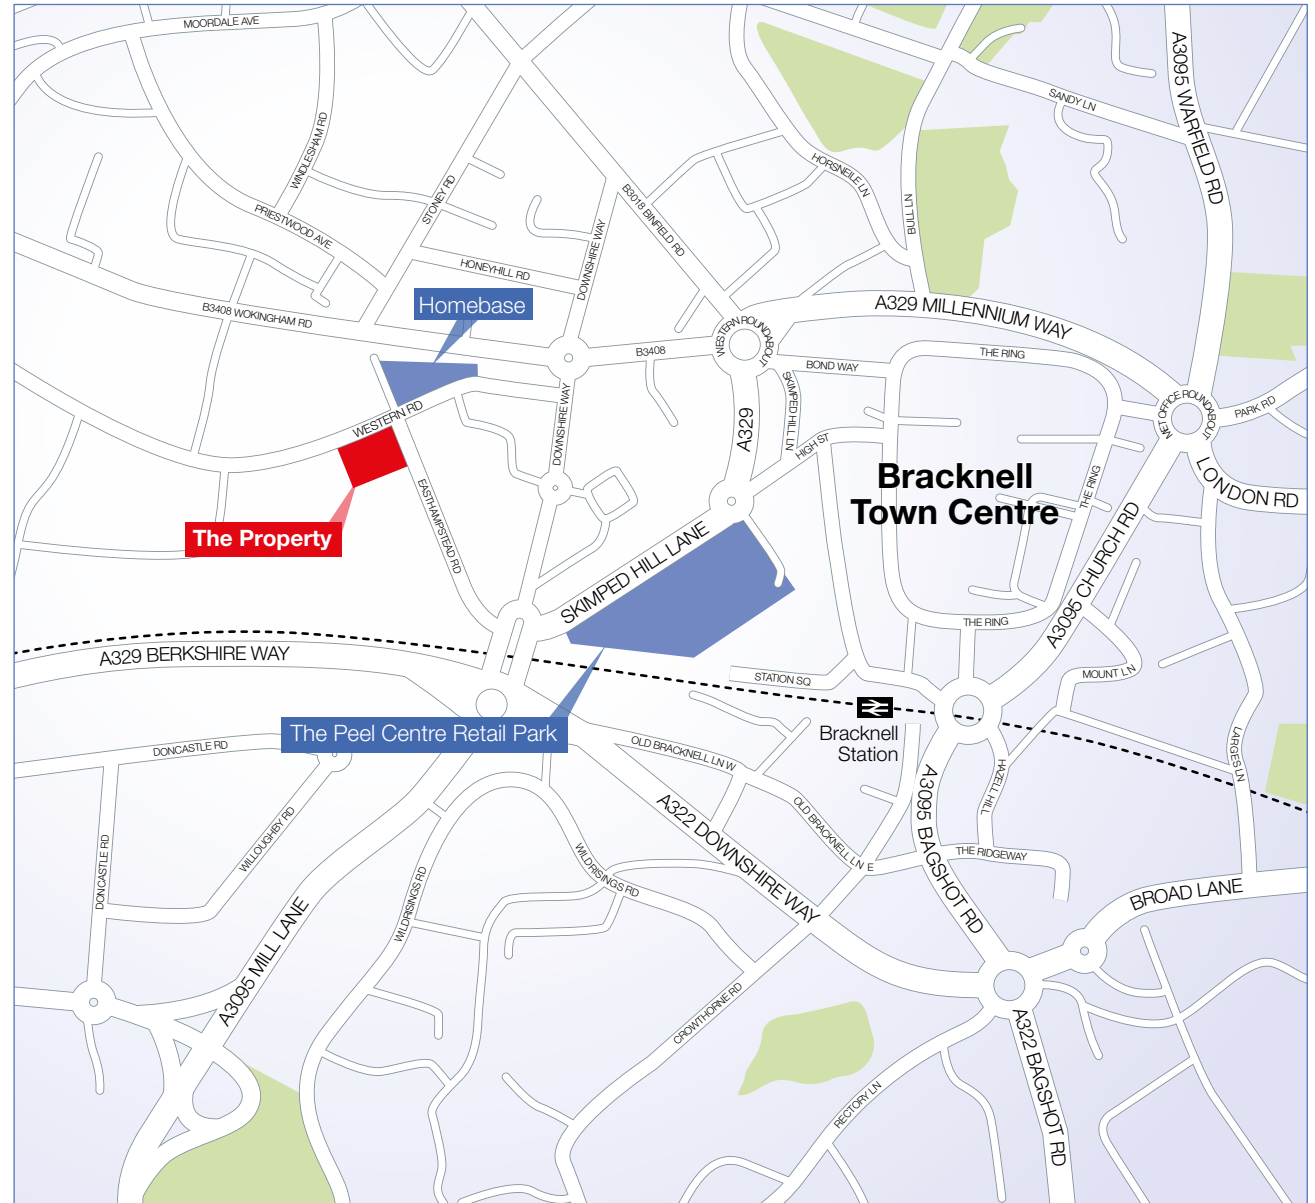 MOORDALE AVE
A3095 WARFIELD RD
SANDY LN
WINDLESHAM RD
HORSNEILE LN
STONEY RD
B3018 BINFIELD RD
BULL LN
PRIESTWOOD AVE
DOWNSHIRE WAY
HONEYHILL RD
Homebase
A329 MILLENNIUM WAY
B3408 WOKINGHAM RD
WESTERN ROUNDABOUT
B3408
THE RING
BOND WAY
SKIMPED HILL LN
MET OFFICE ROUNDABOUT
PARK RD
WESTERN RD
DOWNSHIRE WAY
A329
HIGH ST
Bracknell
Town Centre
THE RING
LONDON RD
EASTHAMPSTEAD RD
The Property
SKIMPED HILL LANE
A3095 CHURCH RD
THE RING
A329 BERKSHIRE WAY
STATION SQ
MOUNT LN
Bracknell
Station
The Peel Centre Retail Park
DONCASTLE RD
OLD BRACKNELL LN W
LARGES LN
HAZELL HILL
A3095 BAGSHOT RD
WILLOUGHBY RD
DONCASTLE RD
A322 DOWNSHIRE WAY
OLD BRACKNELL LN E
THE RIDGEWAY
WILDRISINGS RD
WILDRISINGS RD
BROAD LANE
A3095 MILL LANE
CROWTHORNE RD
A322 BAGSHOT RD
RECTORY LN